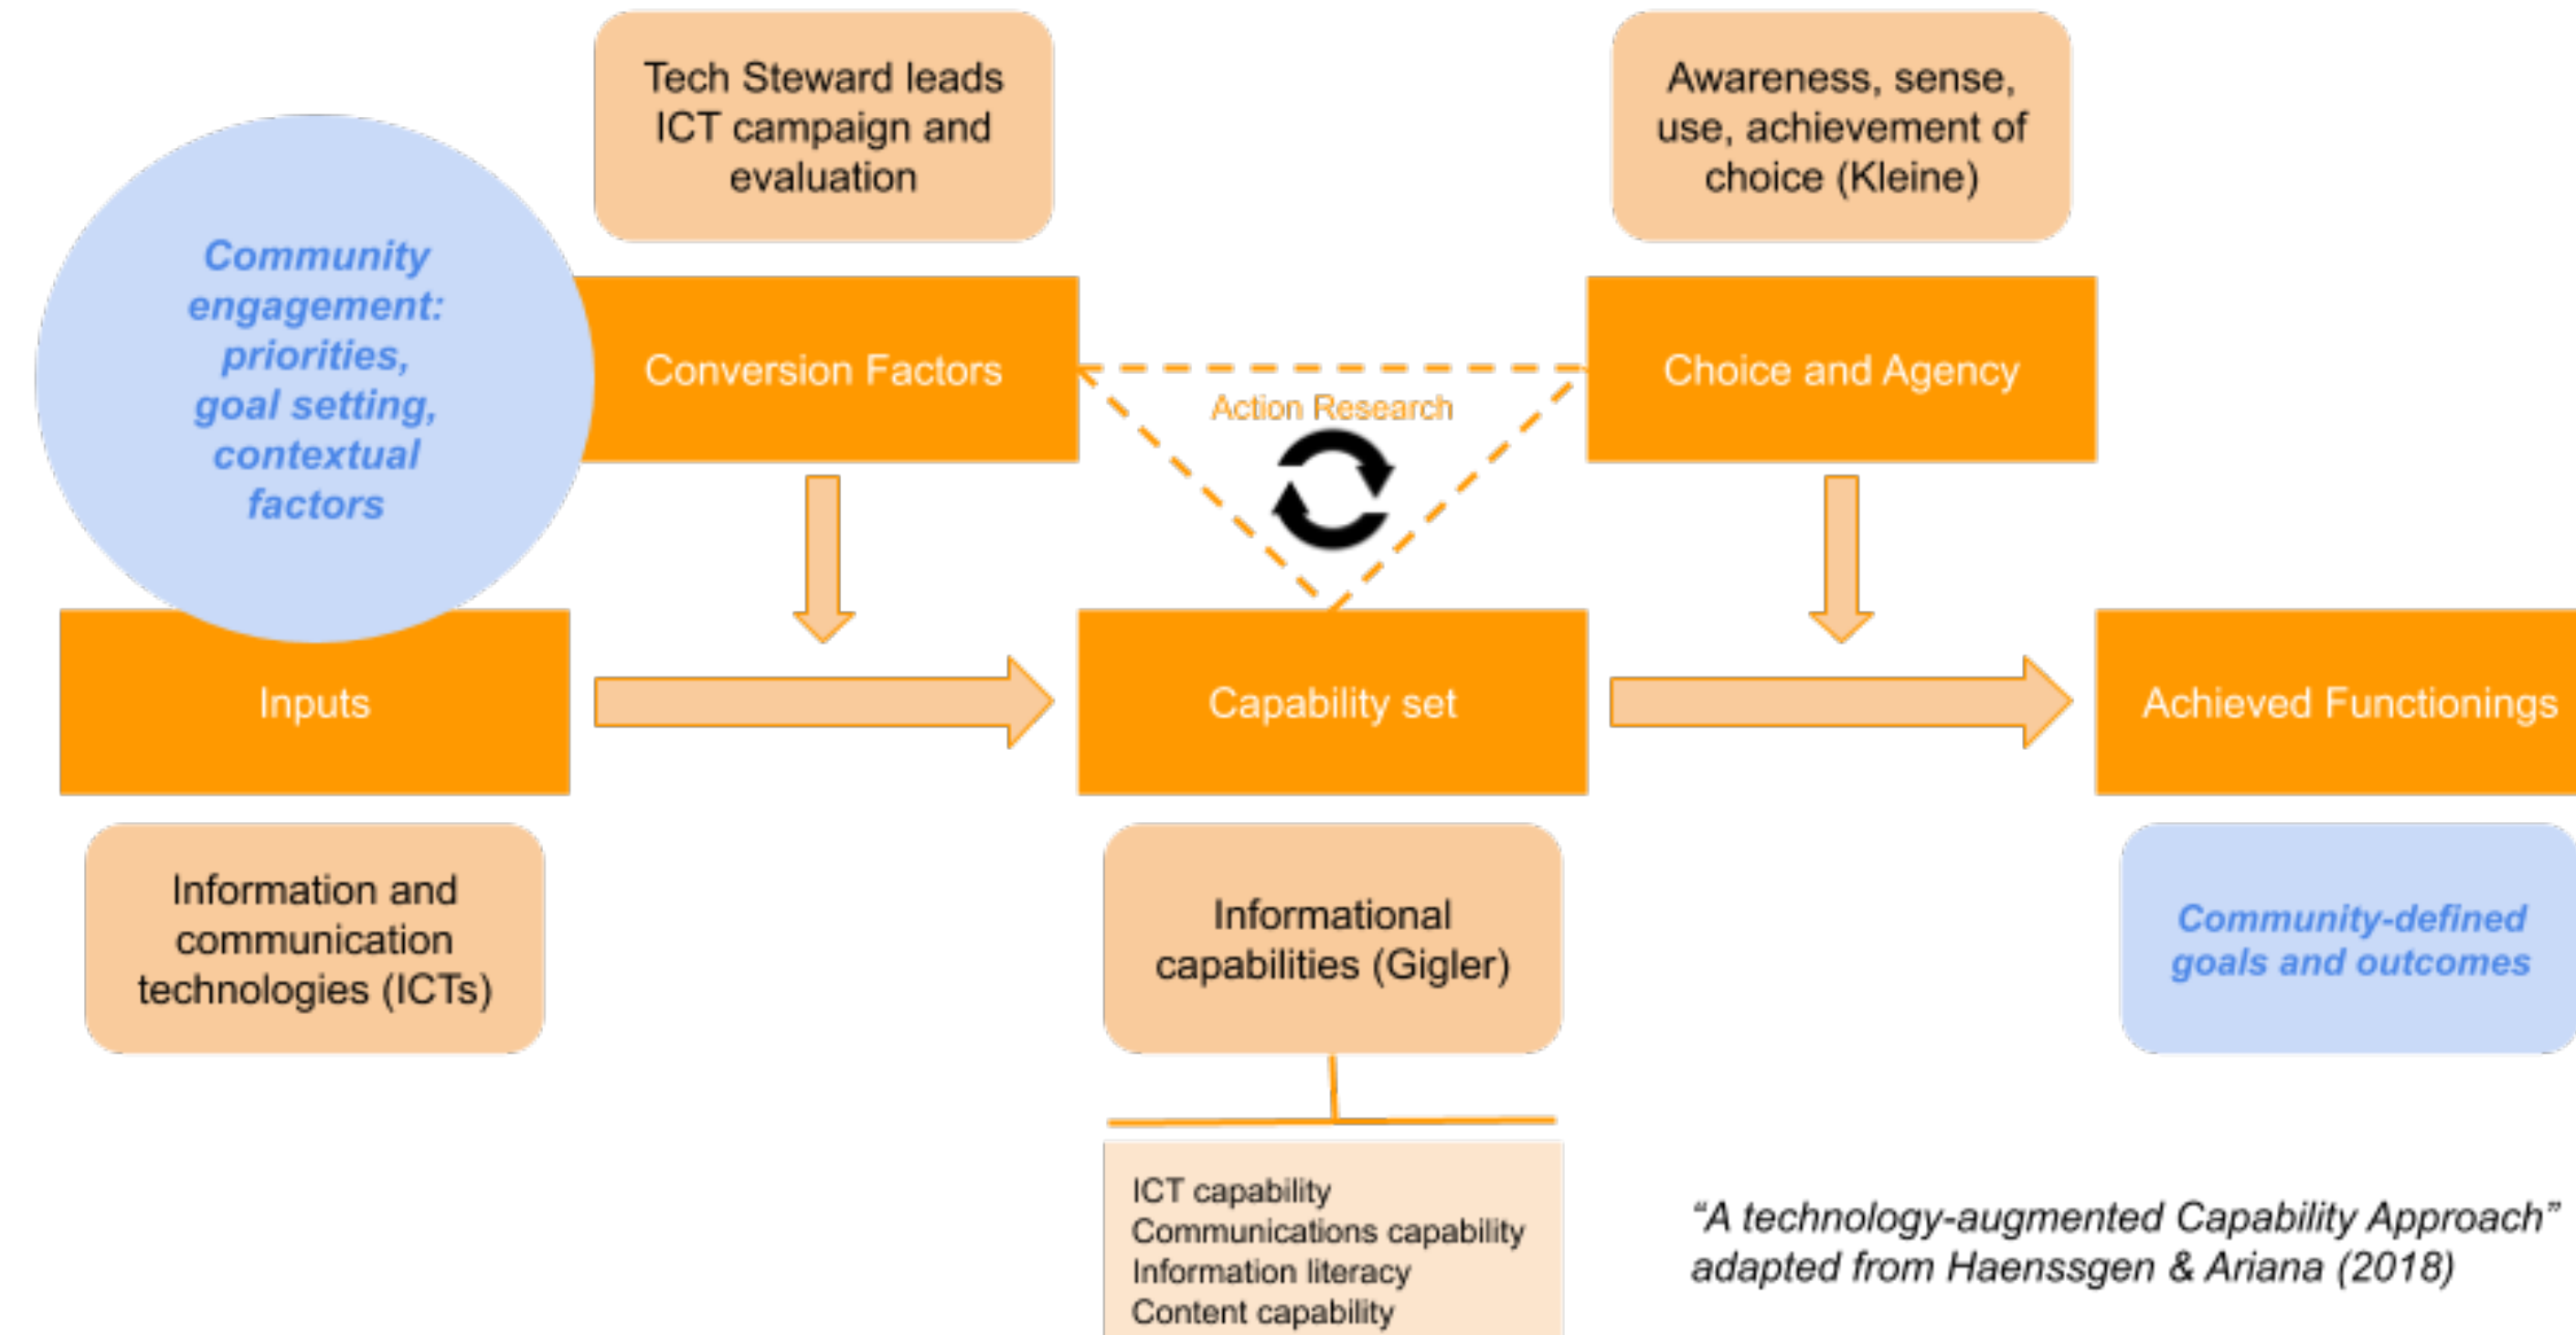 Tech Steward leads
ICT campaign and
evaluation
Awareness, sense,
use, achievement of
choice (Kleine)
Community
engagement:
priorities,
goal setting,
contextual
factors
Conversion Factors
Action Research
Choice and Agency
Inputs
Capability set
Achieved Functionings
Information and
communication
technologies (ICTs)
Informational
capabilities (Gigler)
Community-defined
goals and outcomes
ICT capability
Communications capability
Information literacy
Content capability
“A technology-augmented Capability Approach”
adapted from Haenssgen & Ariana (2018)